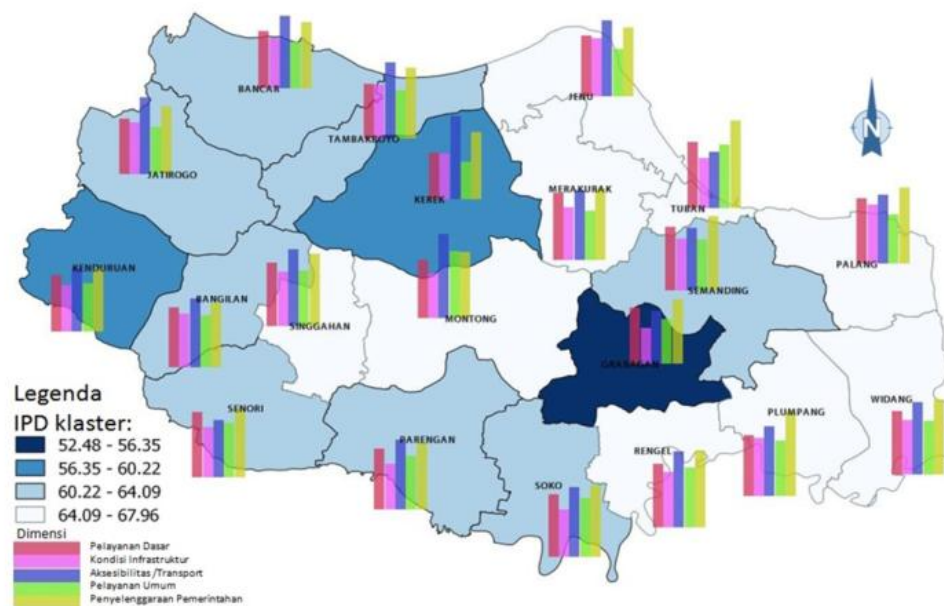 BANCAR
JENU
TAMBAKBOYO
JATIROGO
KEREK
MERAKURAK
TUBAN
N
PALANG
KENDURUAN
BANGILAN
SINGGAHAN
MONTONG
SEMANDING
GRABAGAN
SENORI
PARENGAN
SOKO
RENGEL
PLUMPANG
WIDANG
Legenda
IPD klaster:
52.48 - 56.35
56.35 - 60.22
60.22 - 64.09
64.09 - 67.96
Dimensi
Pelayanan Dasar
Kondisi Infrastruktur
Aksesibilitas /Transport
Pelayanan Umum
Penyelenggaraan Pemerintahan